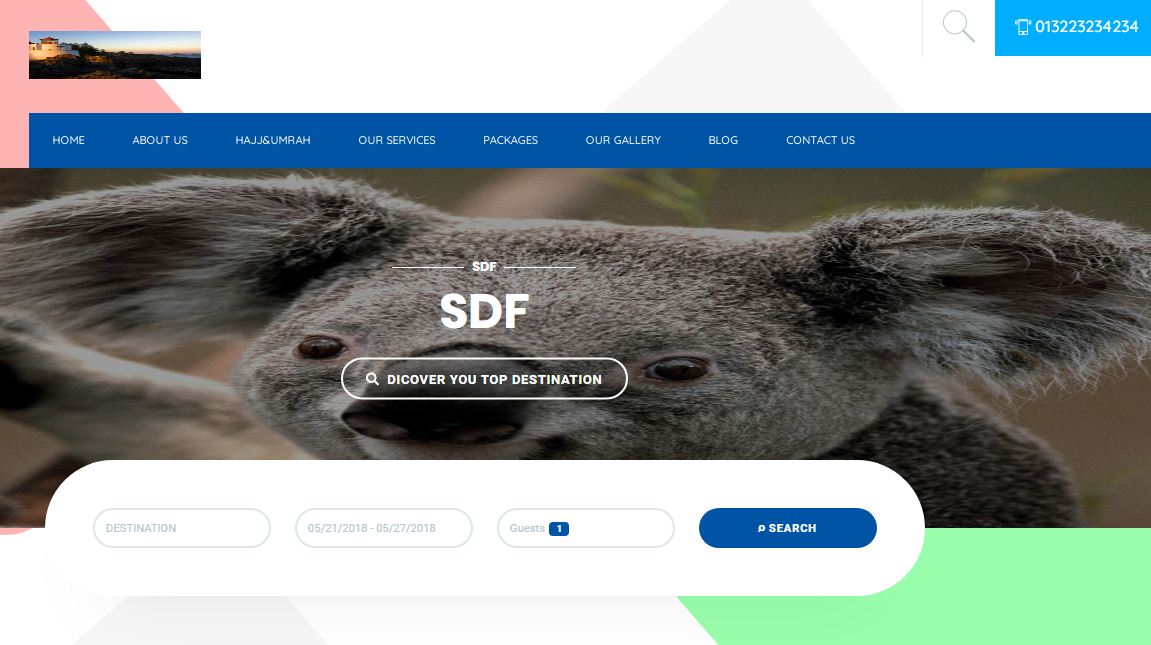 013223234234
HOME ABOUT US HAJJ&UMRAH OUR SERVICES PACKAGES OUR GALLERY BLOG CONTACT US
SDF
SDF
DICOVER YOU TOP DESTINATION
DESTINATION 05/21/2018 - 05/27/2018 Guests 1 SEARCH